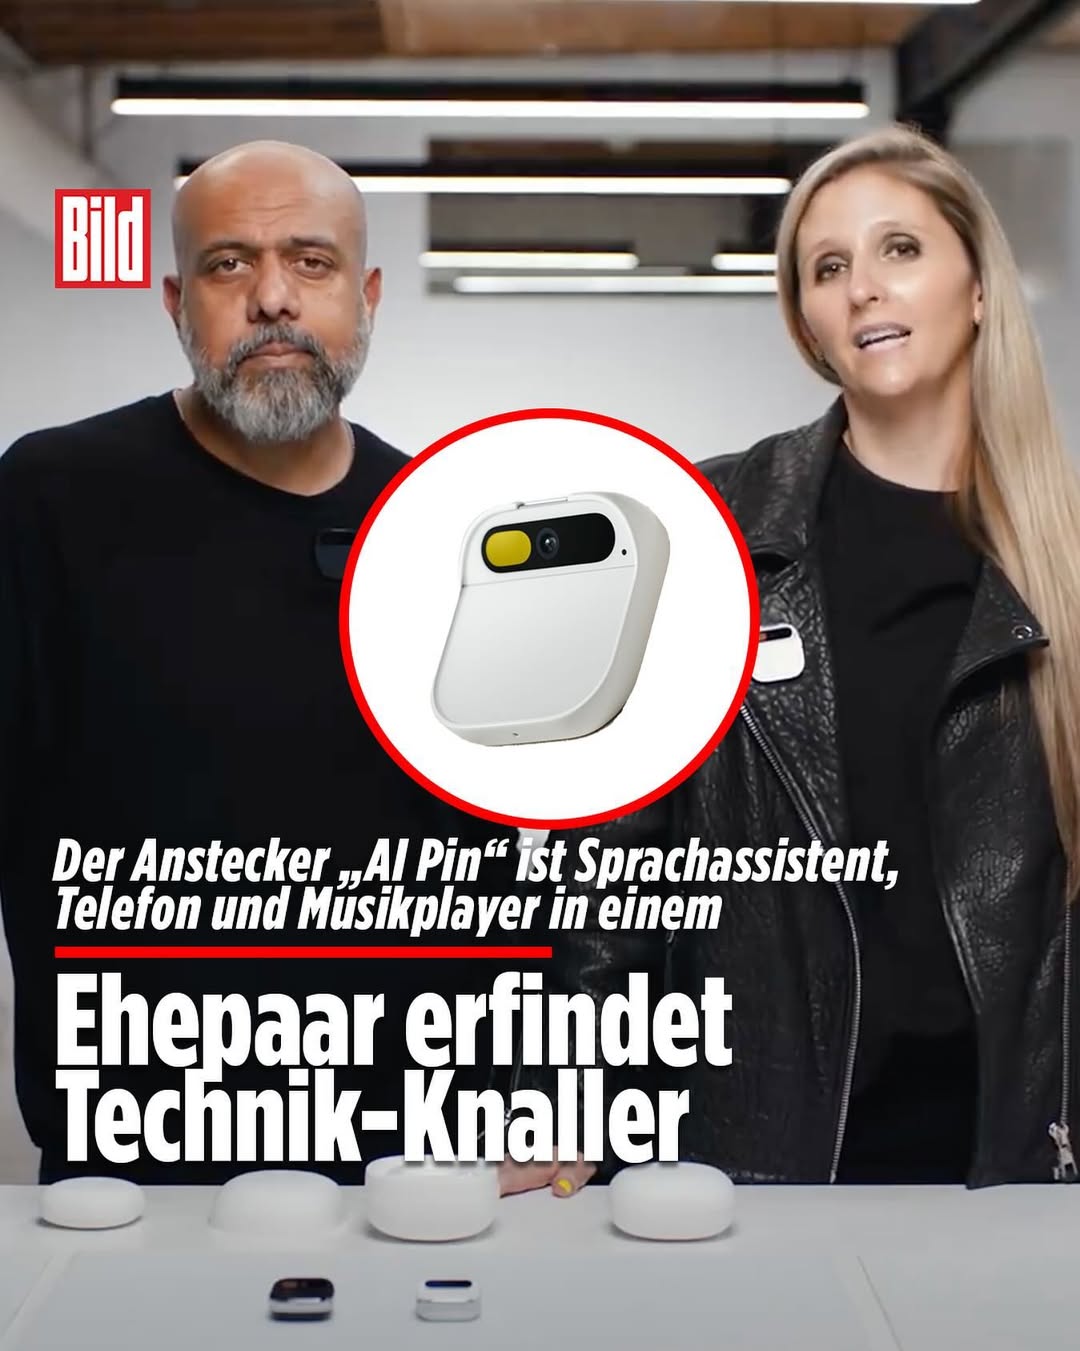 Bild
Der Anstecker „AI Pin“ ist Sprachassistent,
Telefon und Musikplayer in einem
Ehepaar erfindet
Technik-Knaller